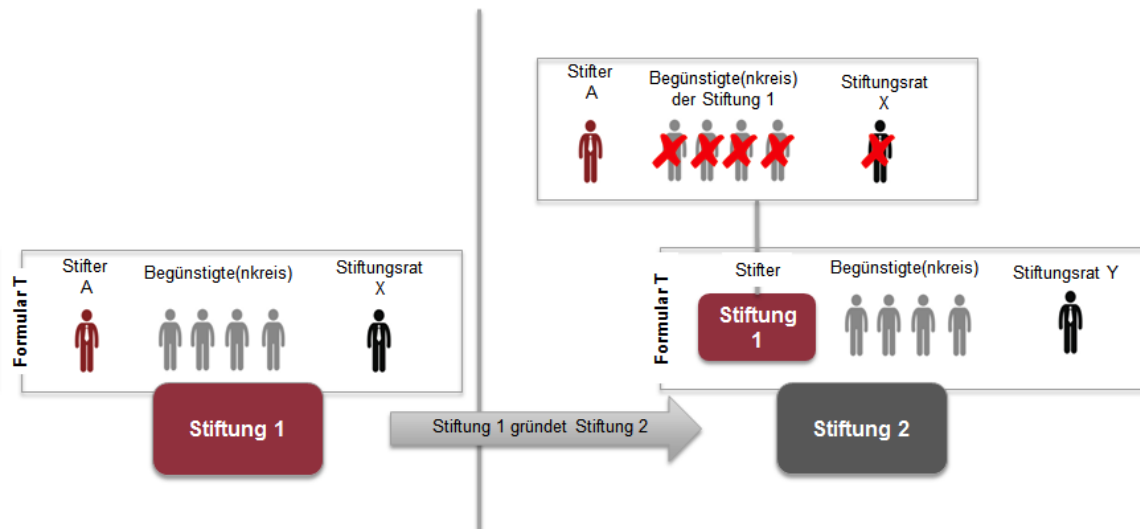 Formular T
Stifter
A
Begünstigte(nkreis)
Stiftungsrat
X
Stiftung 1
Stiftung 1 gründet Stiftung 2
Stifter
A
Begünstigte(nkreis)
der Stiftung 1
Stiftungsrat
X
Formular T
Stifter
Stiftung
1
Begünstigte(nkreis)
Stiftungsrat Y
Stiftung 2